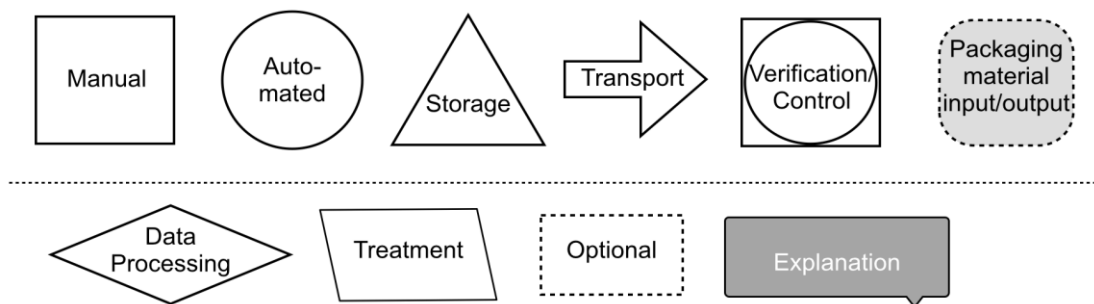 Manual
Auto-
mated
Storage
Transport
Verification/
Control
Packaging
material
input/output
Data
Processing
Treatment
Optional
Explanation